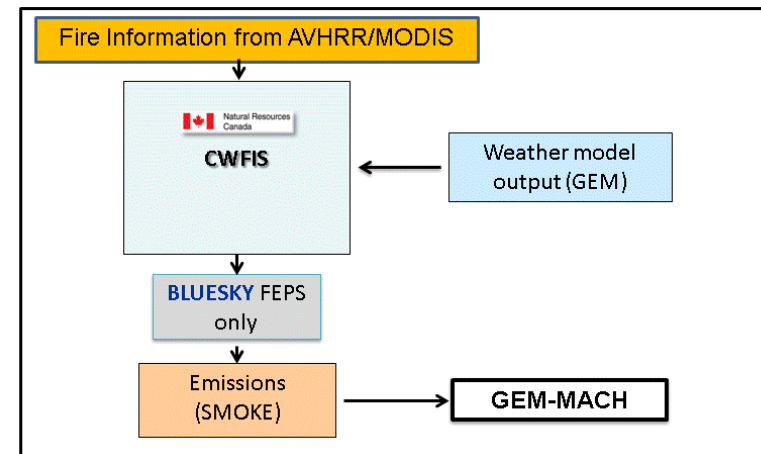 Fire Information from AVHRR/MODIS
Natural Resources
Canada
CWFIS
Weather model
output (GEM)
BLUESKY FEPS
only
Emissions
(SMOKE)
GEM-MACH